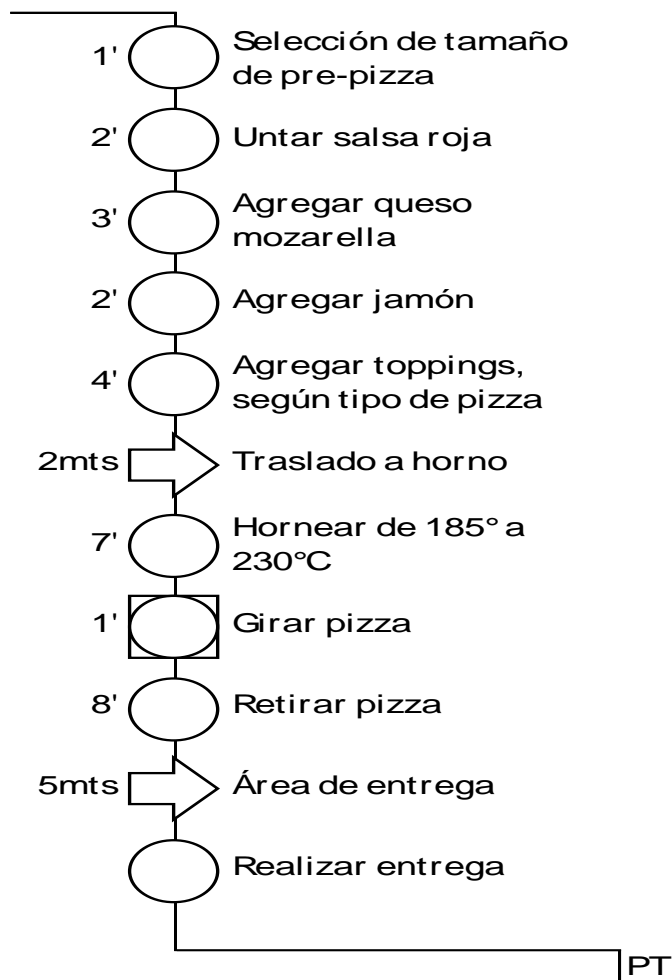 1' Selección de tamaño
de pre-pizza
2' Untar salsa roja
3' Agregar queso
mozarella
2' Agregar jamón
4' Agregar toppings,
según tipo de pizza
2mts Traslado a horno
7' Hornear de 185° a
230°C
1' Girar pizza
8' Retirar pizza
5mts Área de entrega
Realizar entrega
PT